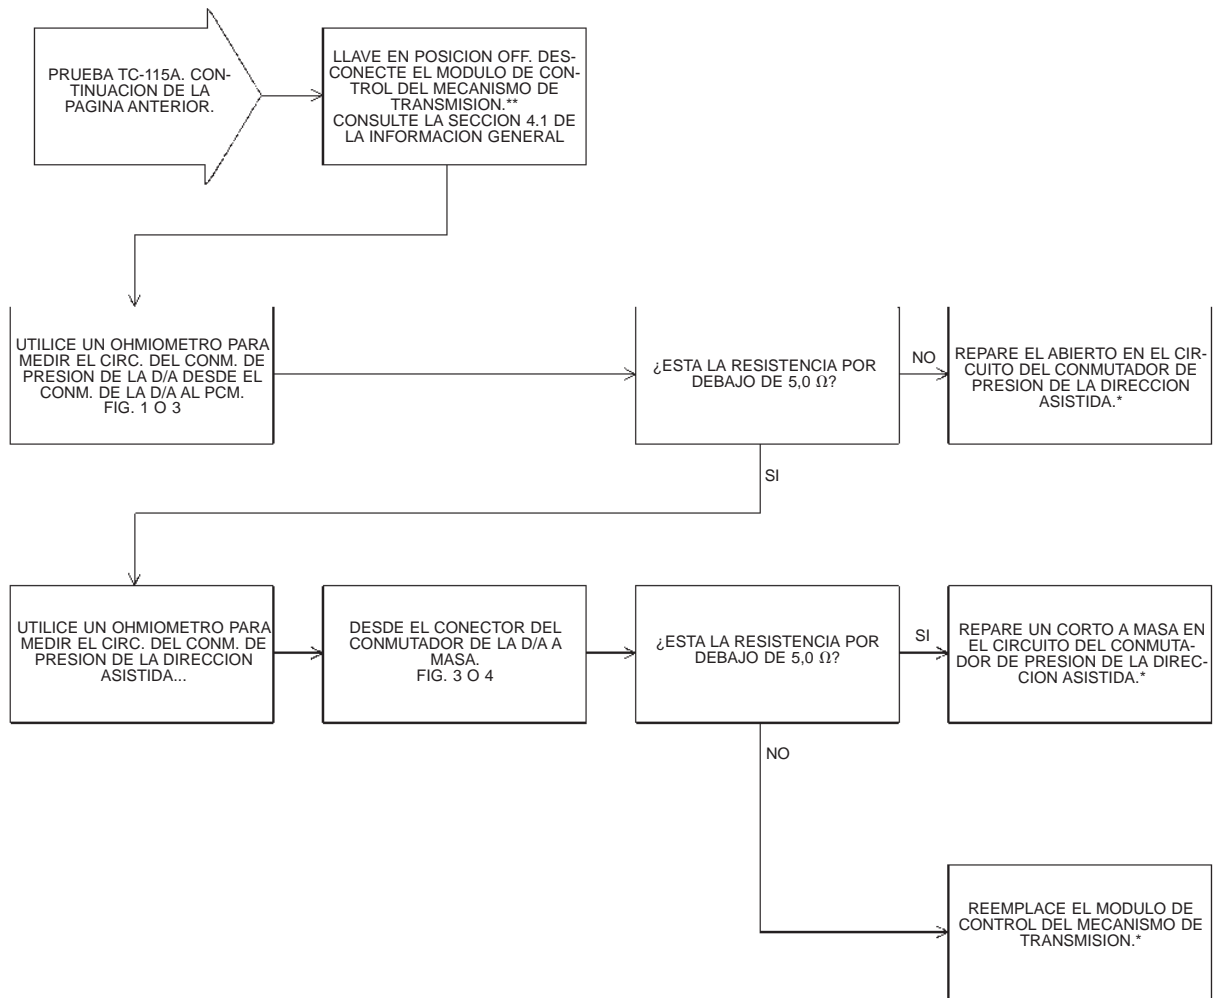 PRUEBA TC-115A. CON-
TINUACION DE LA
PAGINA ANTERIOR.
LLAVE EN POSICION OFF. DES-
CONECTE EL MODULO DE CON-
TROL DEL MECANISMO DE
TRANSMISION.**
CONSULTE LA SECCION 4.1 DE
LA INFORMACION GENERAL
UTILICE UN OHMIOMETRO PARA
MEDIR EL CIRC. DEL CONM. DE
PRESION DE LA D/A DESDE EL
CONM. DE LA D/A AL PCM.
FIG. 1 O 3
¿ESTA LA RESISTENCIA POR
DEBAJO DE 5,0 Ω?
NO
REPARE EL ABIERTO EN EL CIR-
CUITO DEL CONMUTADOR DE
PRESION DE LA DIRECCION
ASISTIDA.*
SI
UTILICE UN OHMIOMETRO PARA
MEDIR EL CIRC. DEL CONM. DE
PRESION DE LA DIRECCION
ASISTIDA...
DESDE EL CONECTOR DEL
CONMUTADOR DE LA D/A A
MASA.
FIG. 3 O 4
¿ESTA LA RESISTENCIA POR
DEBAJO DE 5,0 Ω?
SI
REPARE UN CORTO A MASA EN
EL CIRCUITO DEL CONMUTA-
DOR DE PRESION DE LA DIREC-
CION ASISTIDA.*
NO
REEMPLACE EL MODULO DE
CONTROL DEL MECANISMO DE
TRANSMISION.*